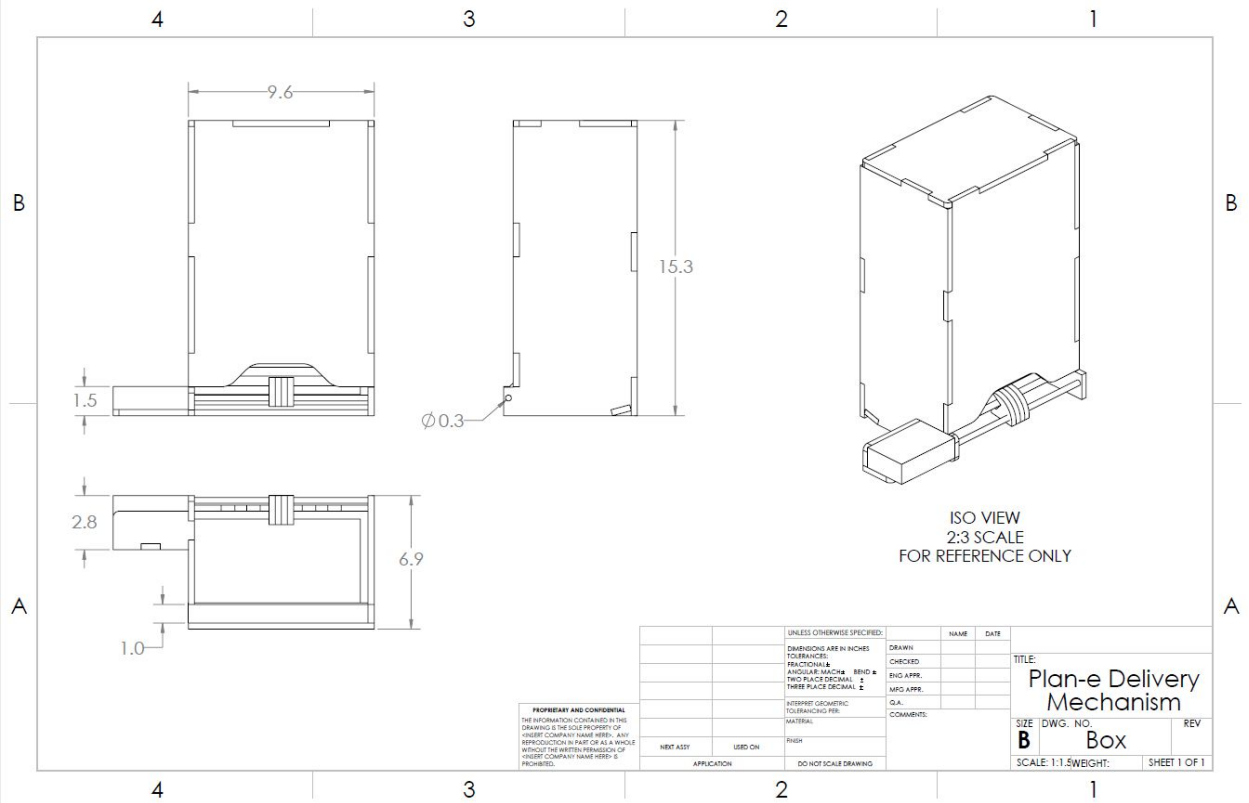 4
3
2
1
B
B
A
A
9.6
15.3
1.5
Ø0.3
2.8
6.9
1.0
ISO VIEW
2:3 SCALE
FOR REFERENCE ONLY
PROPRIETARY AND CONFIDENTIAL
THE INFORMATION CONTAINED IN THIS
DRAWING IS THE SOLE PROPERTY OF
<INSERT COMPANY NAME HERE>. ANY
REPRODUCTION IN PART OR AS A WHOLE
WITHOUT THE WRITTEN PERMISSION OF
<INSERT COMPANY NAME HERE> IS
PROHIBITED.
NEXT ASSY
USED ON
APPLICATION
UNLESS OTHERWISE SPECIFIED:
DIMENSIONS ARE IN INCHES
TOLERANCES:
FRACTIONAL±
ANGULAR: MACH± BEND ±
TWO PLACE DECIMAL ±
THREE PLACE DECIMAL ±
INTERPRET GEOMETRIC
TOLERANCING PER:
MATERIAL
FINISH
DO NOT SCALE DRAWING
NAME
DATE
DRAWN
CHECKED
ENG APPR.
MFG APPR.
Q.A.
COMMENTS:
TITLE:
Plan-e Delivery
Mechanism
SIZE
B
DWG. NO.
Box
REV
SCALE: 1:1.5
WEIGHT:
SHEET 1 OF 1
4
3
2
1